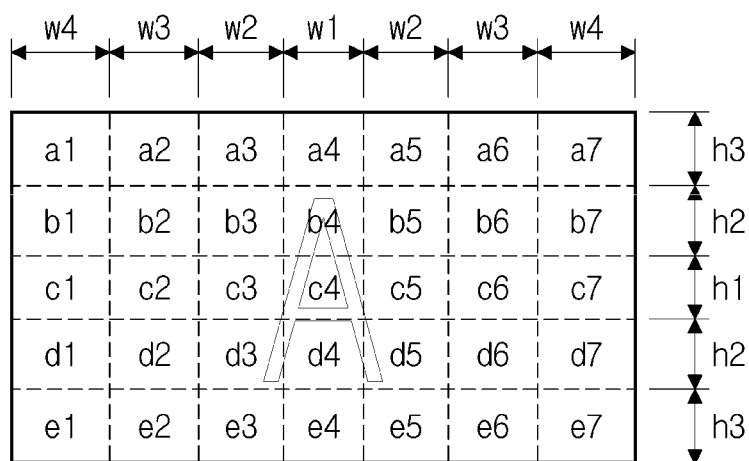 w4 w3 w2 w1 w2 w3 w4
a1 a2 a3 a4 a5 a6 a7 h3
b1 b2 b3 b4 b5 b6 b7 h2
A
c1 c2 c3 c4 c5 c6 c7 h1
d1 d2 d3 d4 d5 d6 d7 h2
e1 e2 e3 e4 e5 e6 e7 h3